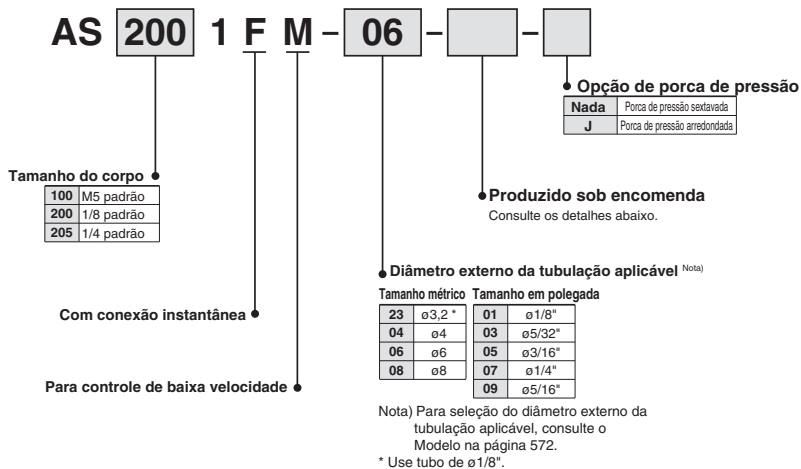 AS 200 1 F M - 06 - -
Opção de porca de pressão
Nada Porca de pressão sextavada
J Porca de pressão arredondada
Tamanho do corpo
100 M5 padrão
200 1/8 padrão
205 1/4 padrão
Produzido sob encomenda
Consulte os detalhes abaixo.
Diâmetro externo da tubulação aplicável Nota)
Tamanho métrico Tamanho em polegada
23 ø3,2 * 01 ø1/8"
04 ø4 03 ø5/32"
06 ø6 05 ø3/16"
08 ø8 07 ø1/4"
09 ø5/16"
Com conexão instantânea
Para controle de baixa velocidade
Nota) Para seleção do diâmetro externo da
tubulação aplicável, consulte o
Modelo na página 572.
* Use tubo de ø1/8".